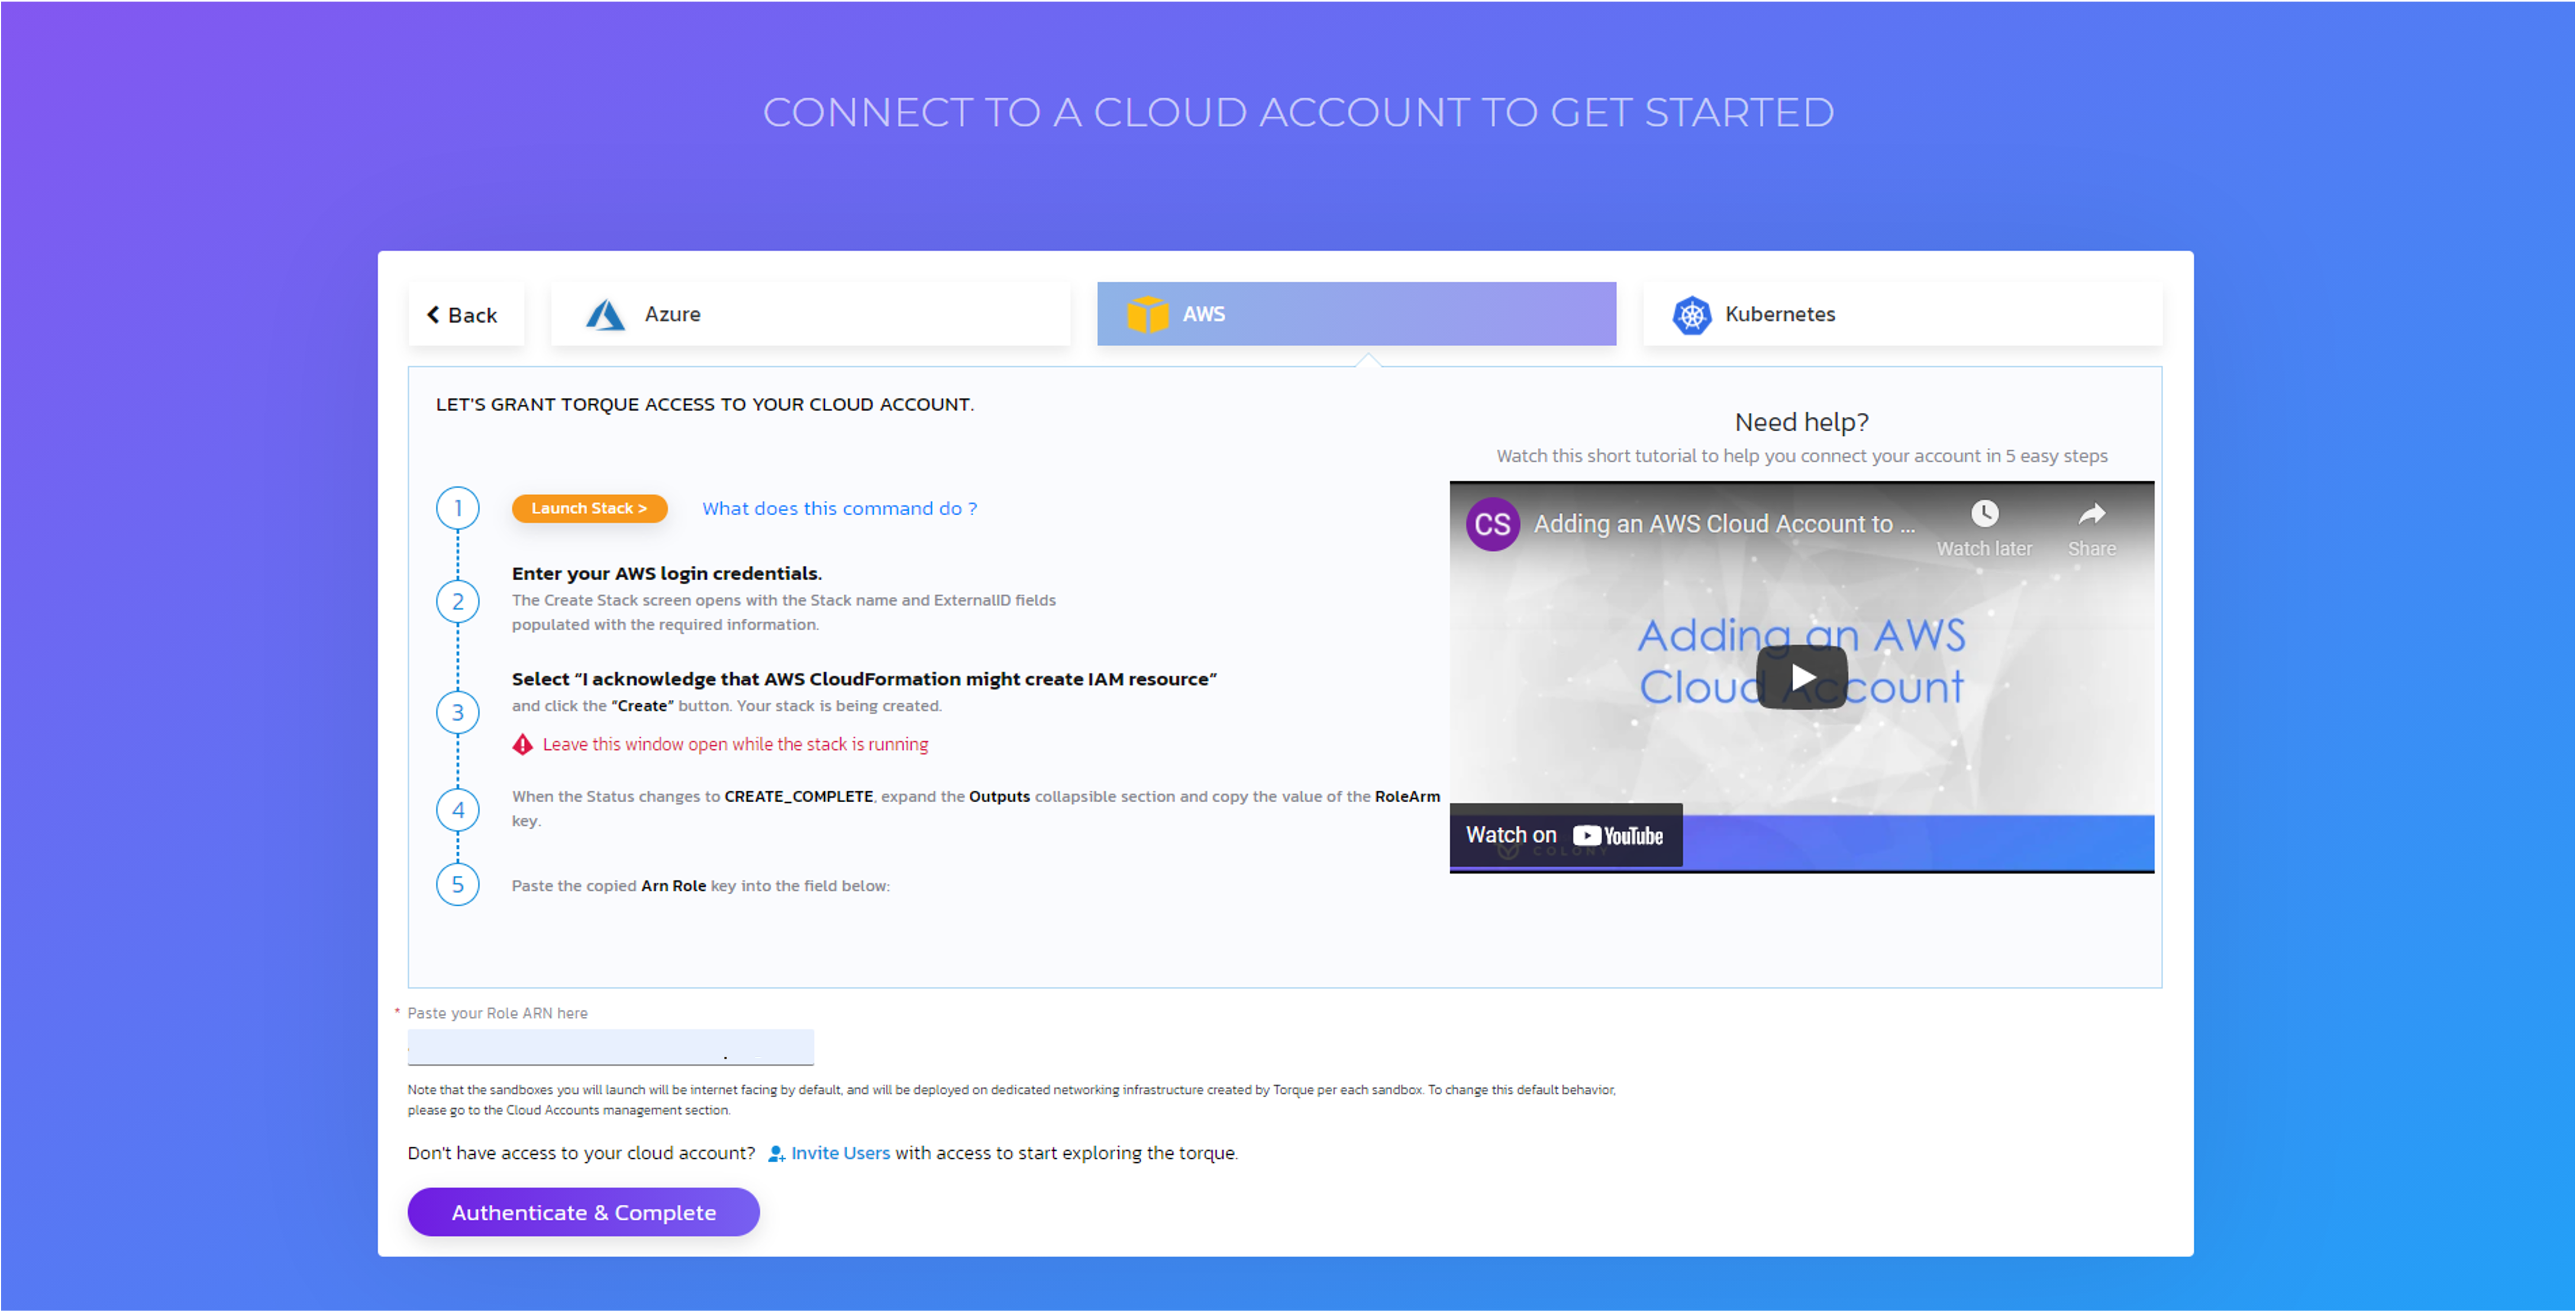 CONNECT TO A CLOUD ACCOUNT TO GET STARTED
Back
Azure
AWS
Kubernetes
LET'S GRANT TORQUE ACCESS TO YOUR CLOUD ACCOUNT.
1
Launch Stack >
What does this command do ?
2
Enter your AWS login credentials.
The Create Stack screen opens with the Stack name and ExternalID fields
populated with the required information.
3
Select “I acknowledge that AWS CloudFormation might create IAM resource”
and click the “Create” button. Your stack is being created.
Leave this window open while the stack is running
4
When the Status changes to CREATE_COMPLETE, expand the Outputs collapsible section and copy the value of the RoleArm
key.
5
Paste the copied Arn Role key into the field below:
Need help?
Watch this short tutorial to help you connect your account in 5 easy steps
CS
Adding an AWS Cloud Account to ...
Watch later
Share
Adding an AWS
Cloud Account
Watch on YouTube
COLONY
* Paste your Role ARN here
Note that the sandboxes you will launch will be internet facing by default, and will be deployed on dedicated networking infrastructure created by Torque per each sandbox. To change this default behavior,
please go to the Cloud Accounts management section.
Don't have access to your cloud account? Invite Users with access to start exploring the torque.
Authenticate & Complete